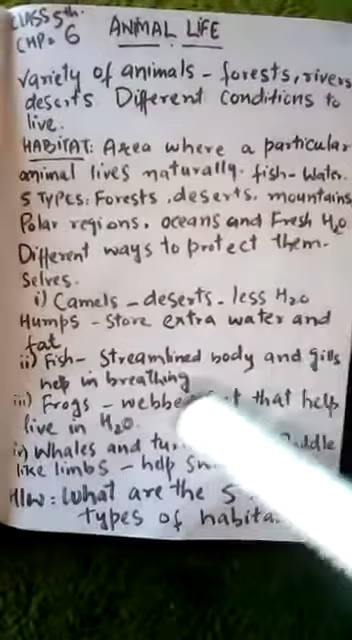 CLASS 5th.
CHP = 6
ANIMAL LIFE
Variety of animals - forests, rivers
deserts Different conditions to
live.
HABITAT: Area where a particular
animal lives naturally. fish - Water.
5 TYPES: Forests, deserts, mountains
Polar regions, oceans and Fresh H2O
Different ways to protect them-
selves.
i) Camels - deserts - less H2O
Humps - Store extra water and
fat
ii) Fish - Streamlined body and gills
help in breathing
iii) Frogs - that help
live in H2O.
iv) Whales and
like limbs - help
H/W: What are the 5
types of